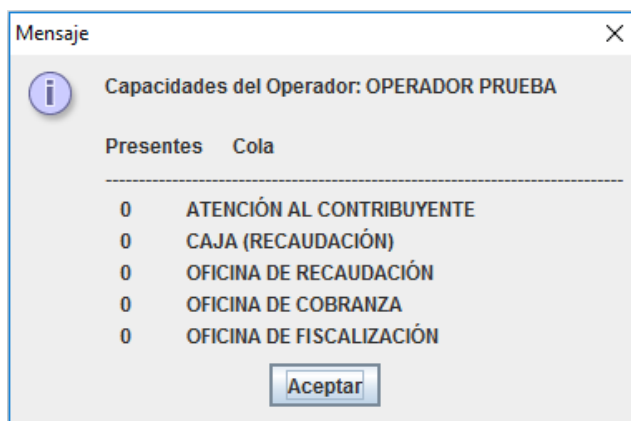 Mensaje
Capacidades del Operador: OPERADOR PRUEBA
Presentes Cola
--------------------------------------------------------------------------------
0 ATENCIÓN AL CONTRIBUYENTE
0 CAJA (RECAUDACIÓN)
0 OFICINA DE RECAUDACIÓN
0 OFICINA DE COBRANZA
0 OFICINA DE FISCALIZACIÓN
Aceptar